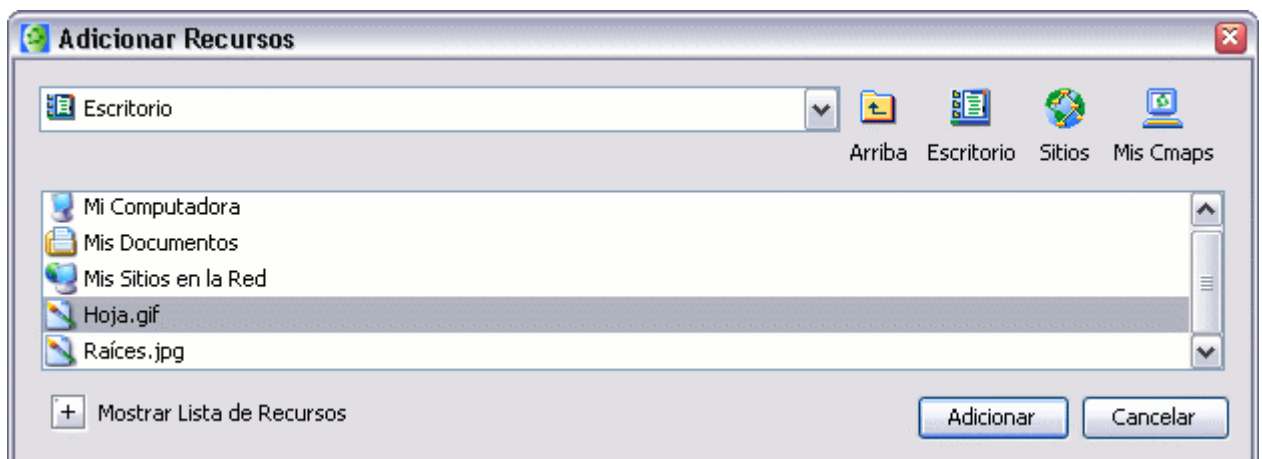 Adicionar Recursos
Escritorio
Arriba Escritorio Sitios Mis Cmaps
Mi Computadora
Mis Documentos
Mis Sitios en la Red
Hoja.gif
Raíces.jpg
+ Mostrar Lista de Recursos Adicionar Cancelar